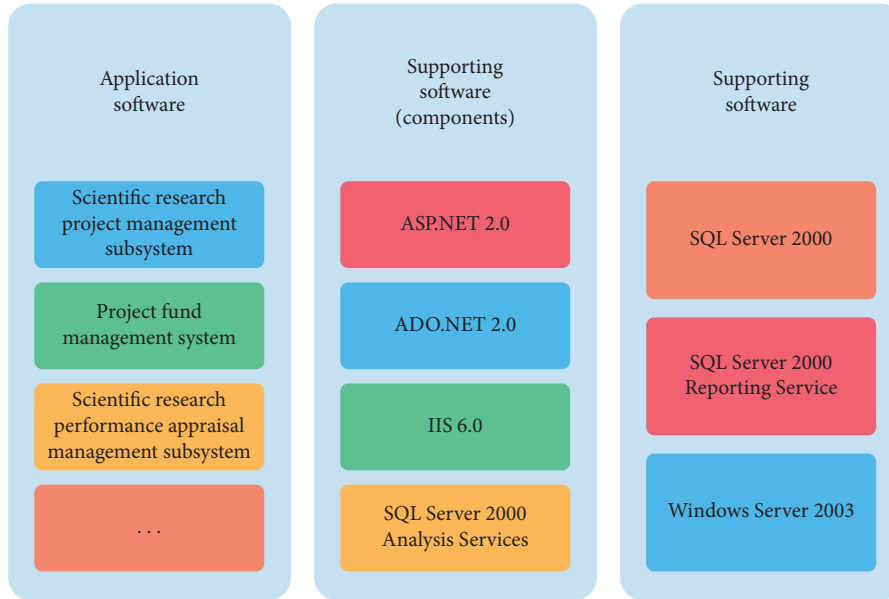 Application
software
Scientific research
project management
subsystem
Project fund
management system
Scientific research
performance appraisal
management subsystem
...
Supporting
software
(components)
ASP.NET 2.0
ADO.NET 2.0
IIS 6.0
SQL Server 2000
Analysis Services
Supporting
software
SQL Server 2000
SQL Server 2000
Reporting Service
Windows Server 2003